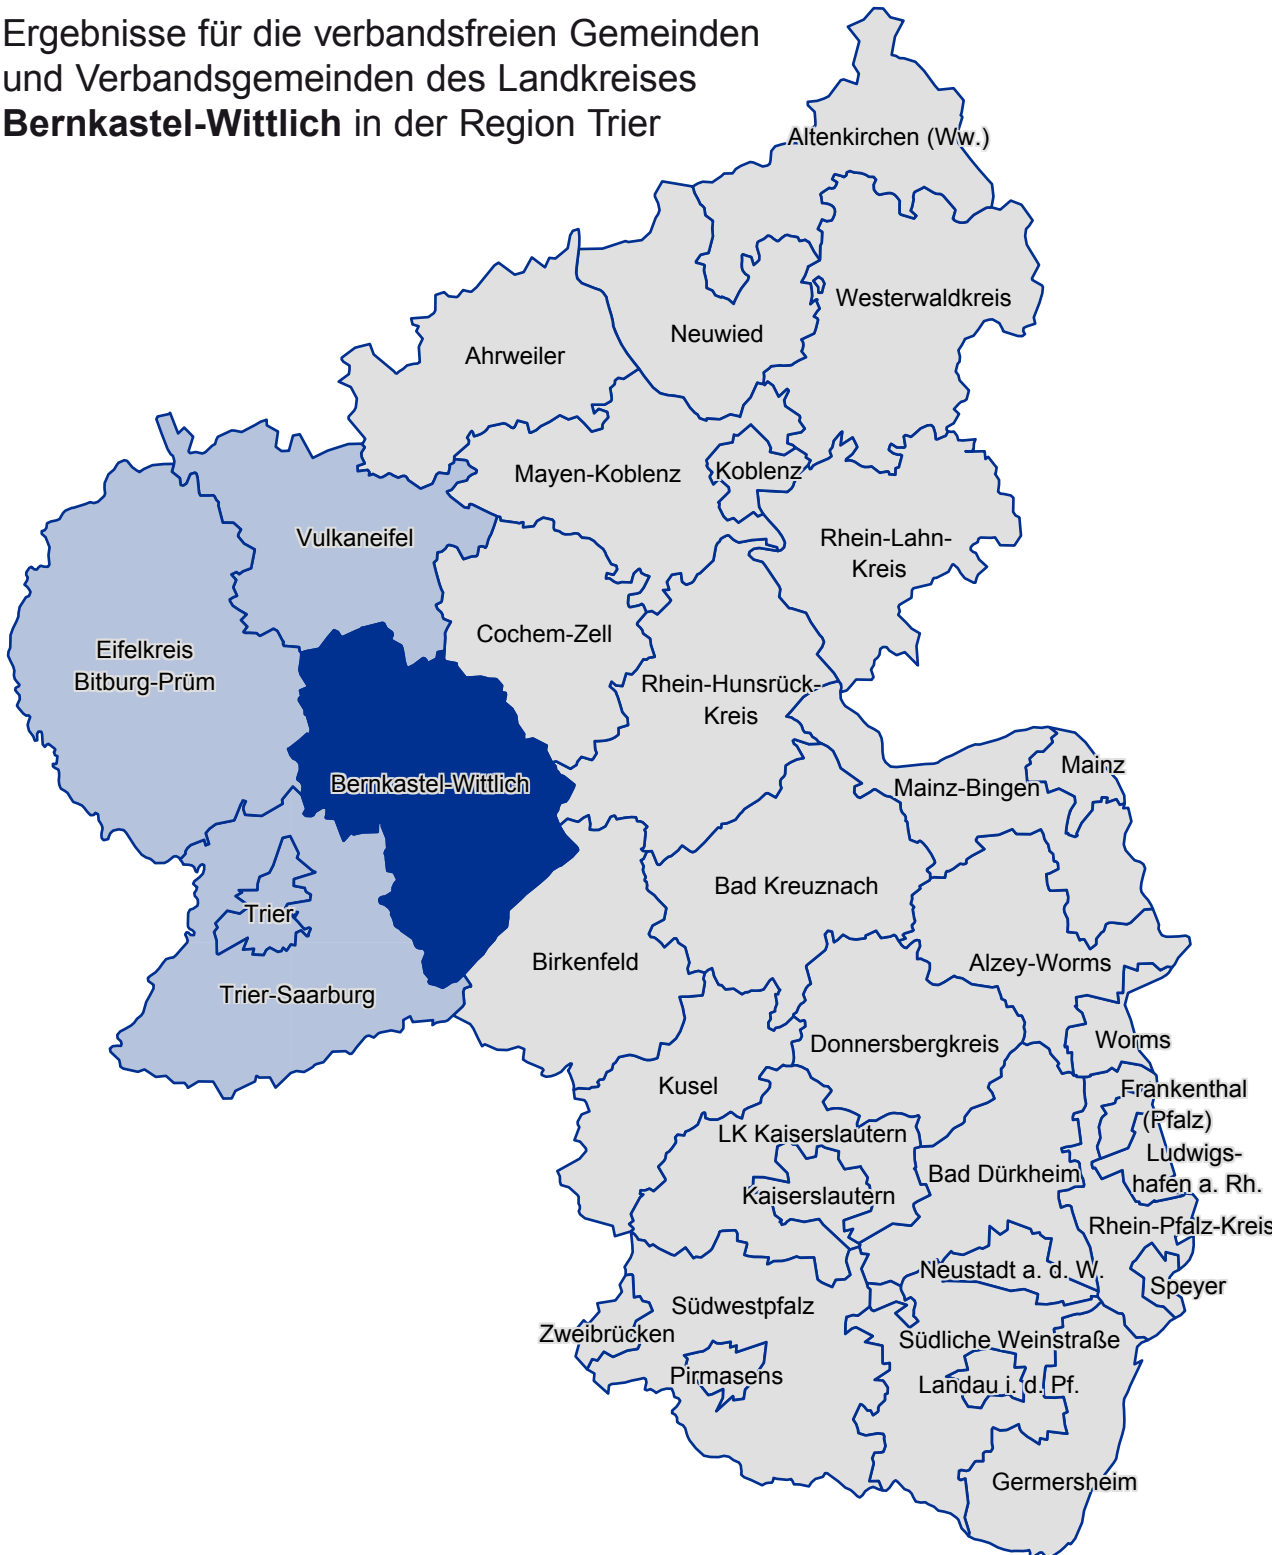 Ergebnisse für die verbandsfreien Gemeinden
und Verbandsgemeinden des Landkreises
Bernkastel-Wittlich in der Region Trier
Altenkirchen (Ww.)
Westerwaldkreis
Neuwied
Ahrweiler
Mayen-Koblenz
Koblenz
Vulkaneifel
Rhein-Lahn-
Kreis
Cochem-Zell
Eifelkreis
Bitburg-Prüm
Rhein-Hunsrück-
Kreis
Mainz
Bernkastel-Wittlich
Mainz-Bingen
Bad Kreuznach
Trier
Birkenfeld
Alzey-Worms
Trier-Saarburg
Donnersbergkreis
Worms
Kusel
Frankenthal
(Pfalz)
LK Kaiserslautern
Ludwigs-
hafen a. Rh.
Bad Dürkheim
Kaiserslautern
Rhein-Pfalz-Kreis
Neustadt a. d. W.
Speyer
Südwestpfalz
Zweibrücken
Südliche Weinstraße
Pirmasens
Landau i. d. Pf.
Germersheim